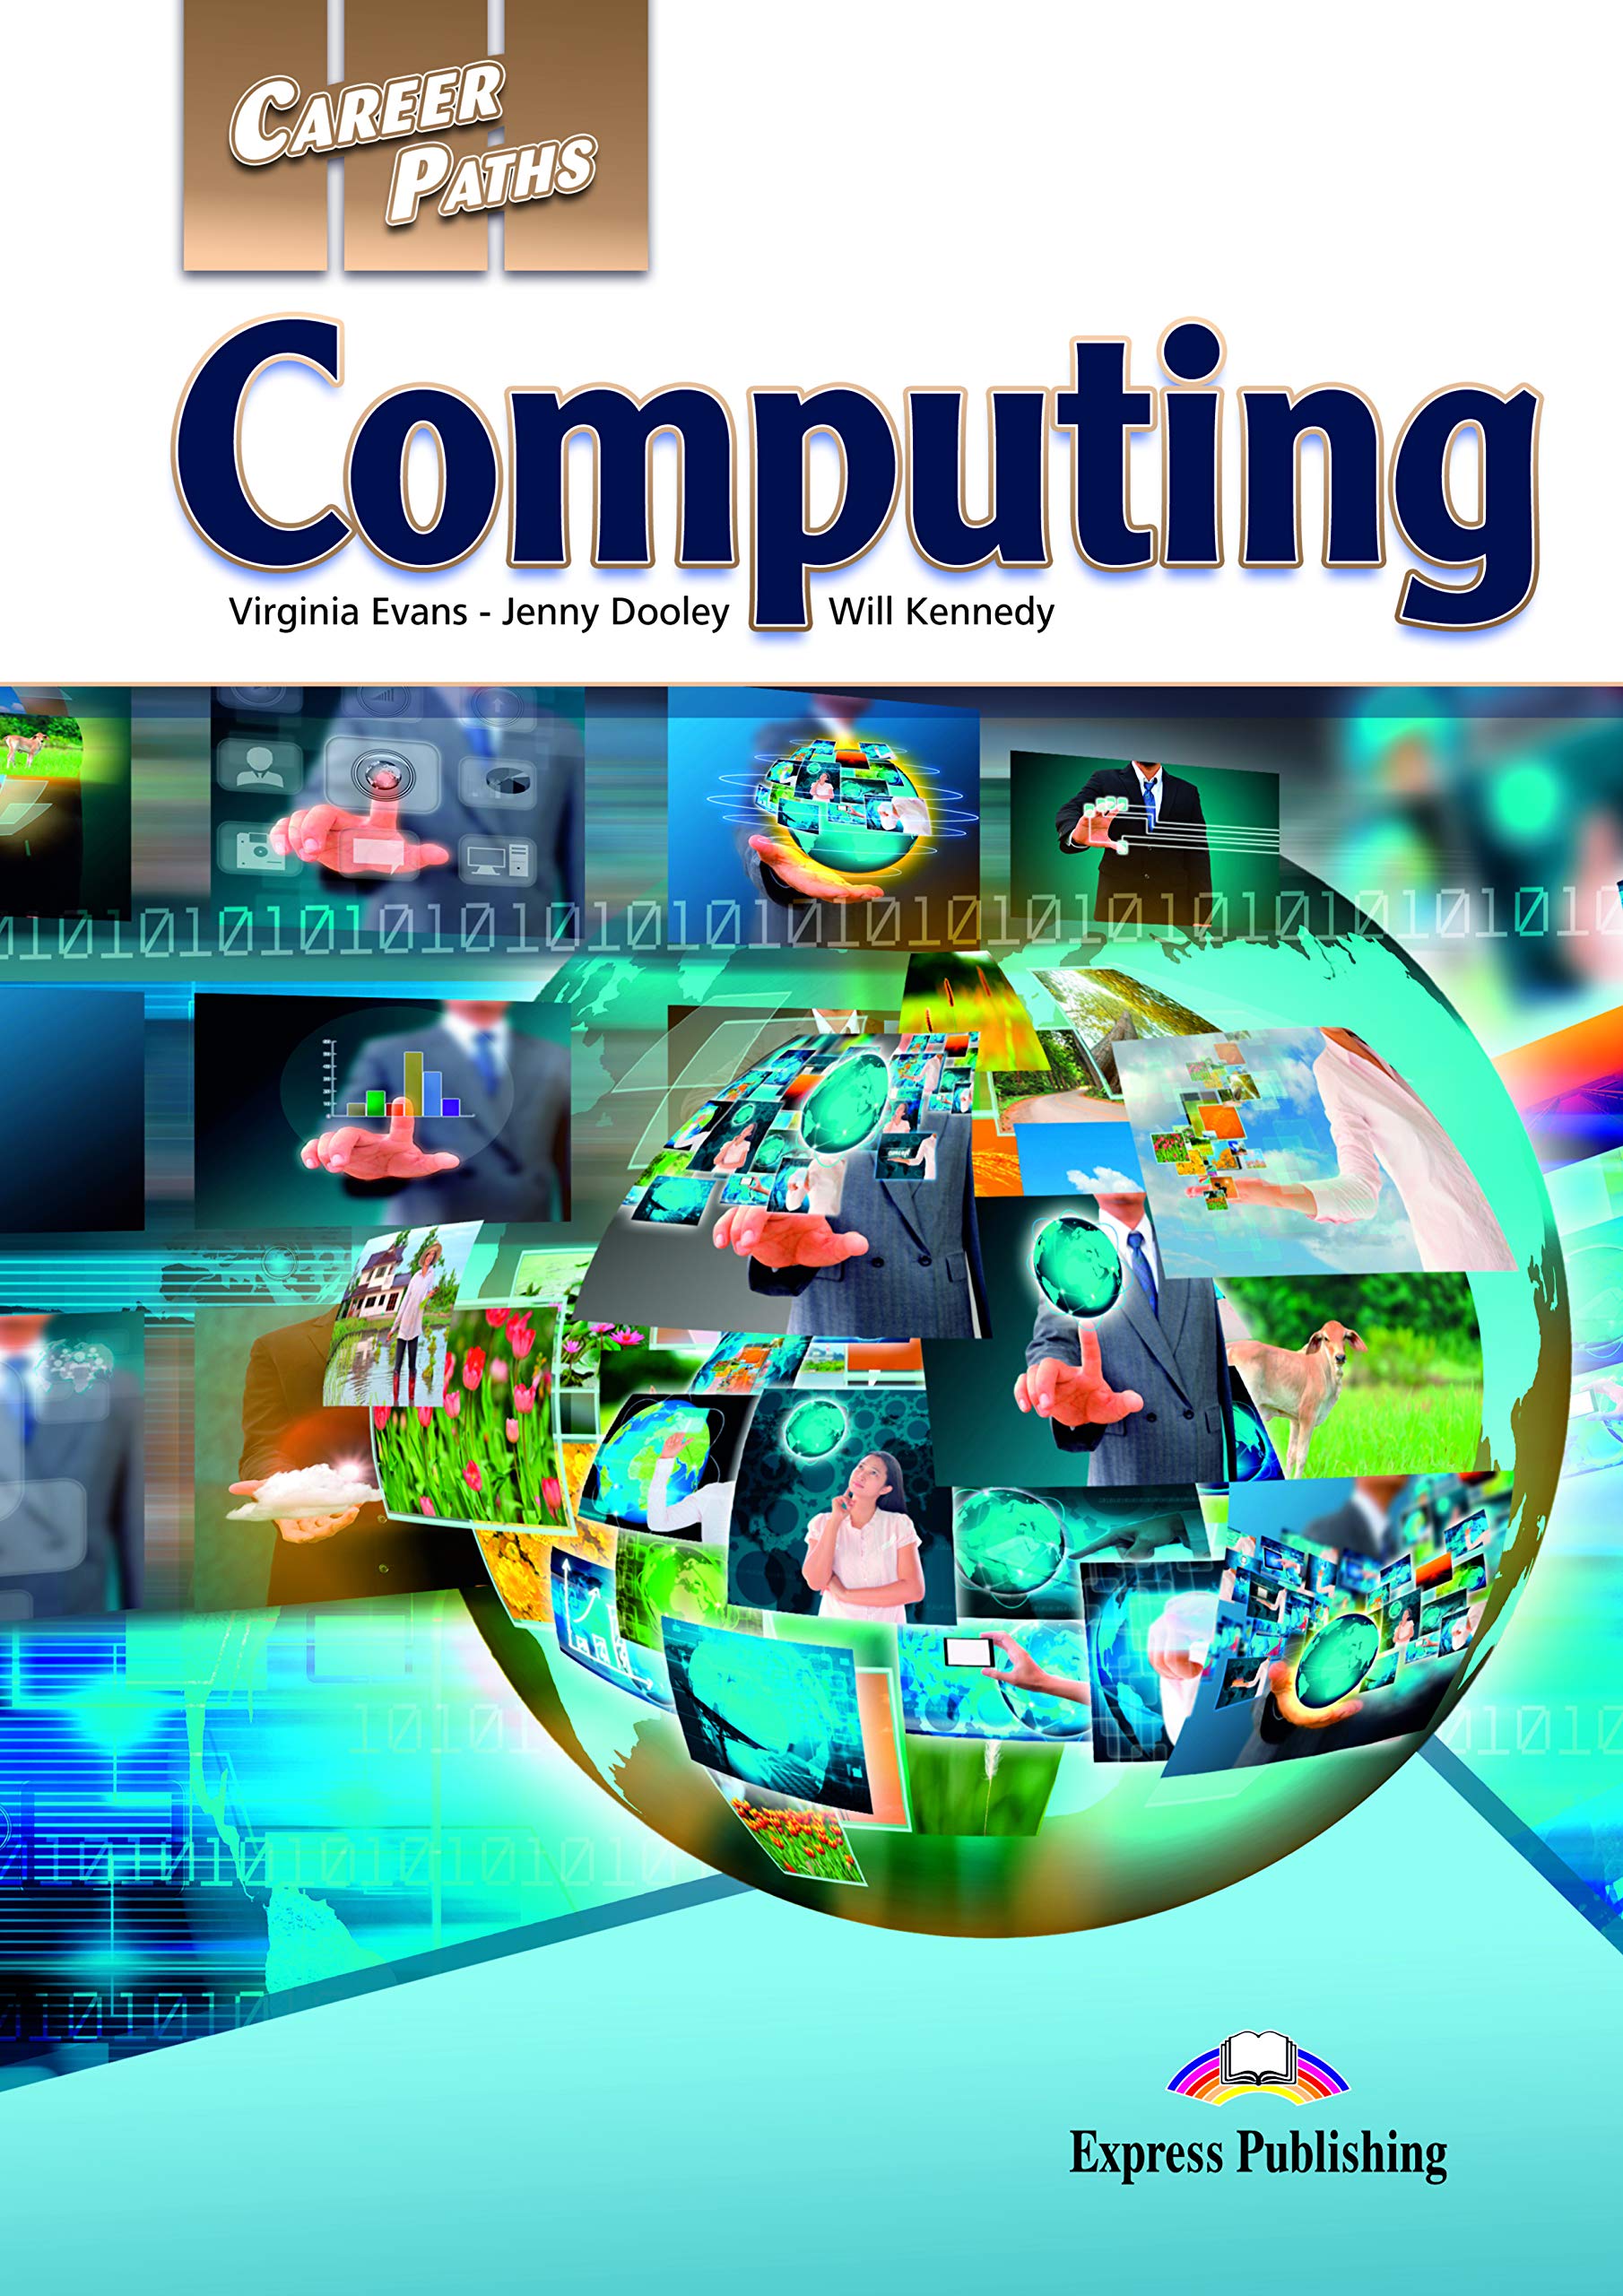 CAREER
PATHS
Computing
Virginia Evans - Jenny Dooley Will Kennedy
Express Publishing